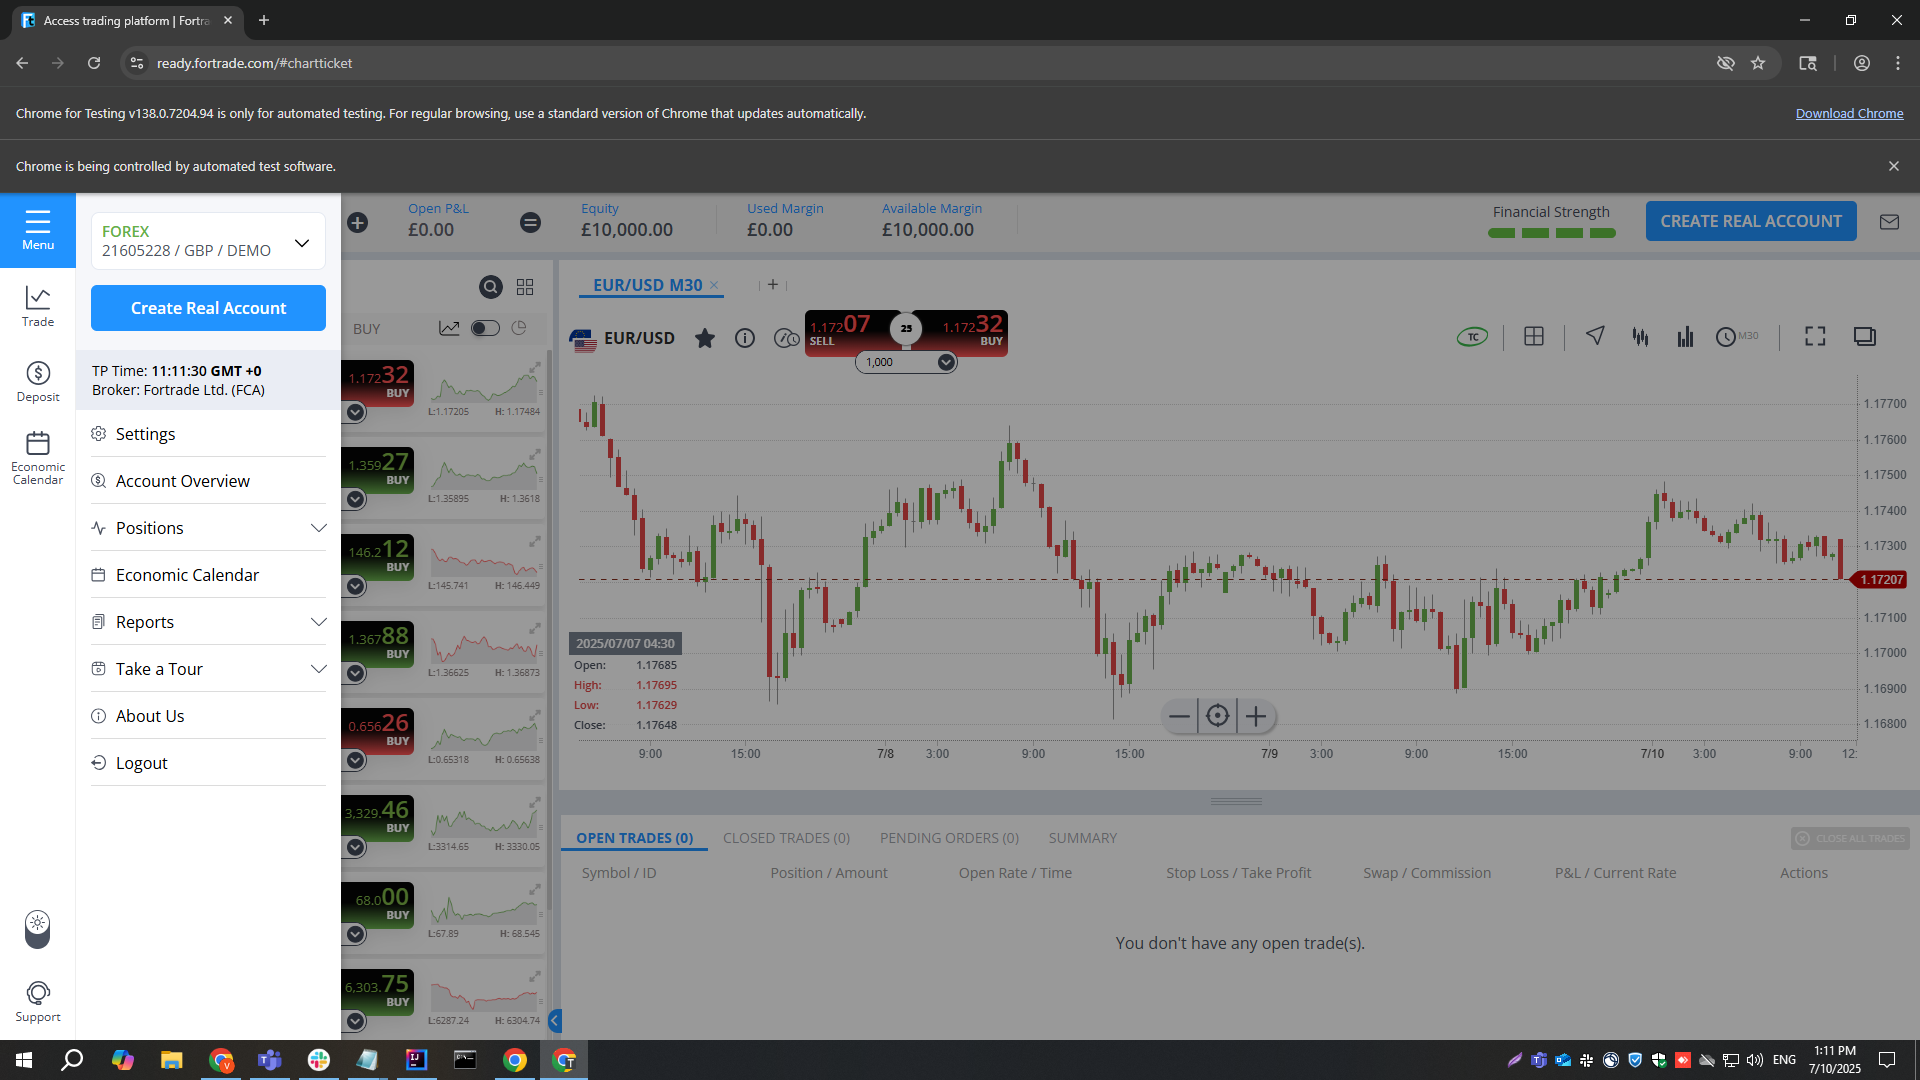 Access trading platform | Fortra
ready.fortrade.com/#chartticket
Chrome for Testing v138.0.7204.94 is only for automated testing. For regular browsing, use a standard version of Chrome that updates automatically.
Download Chrome
Chrome is being controlled by automated test software.
Menu
Trade
Deposit
Economic
Calendar
Support
FOREX
21605228 / GBP / DEMO
Create Real Account
TP Time: 11:11:30 GMT +0
Broker: Fortrade Ltd. (FCA)
Settings
Account Overview
Positions
Economic Calendar
Reports
Take a Tour
About Us
Logout
Open P&L
£0.00
Equity
£10,000.00
Used Margin
£0.00
Available Margin
£10,000.00
Financial Strength
CREATE REAL ACCOUNT
BUY
1.17232
BUY
L:1.17205 H: 1.17484
1.35927
BUY
L:1.35895 H: 1.3618
146.212
BUY
L:145.741 H: 146.449
1.36788
BUY
L:1.36625 H: 1.36873
0.65626
BUY
L:0.65318 H: 0.65638
3,329.46
BUY
L:3314.65 H: 3330.05
68.000
BUY
L:67.89 H: 68.545
6,303.75
BUY
L:6287.24 H: 6304.74
EUR/USD M30
EUR/USD
1.17207
SELL
25
1.17232
BUY
1,000
TC
M30
1.17700
1.17600
1.17500
1.17400
1.17300
1.17207
1.17100
1.17000
1.16900
1.16800
2025/07/07 04:30
Open: 1.17685
High: 1.17695
Low: 1.17629
Close: 1.17648
9:00 15:00 7/8 3:00 9:00 15:00 7/9 3:00 9:00 15:00 7/10 3:00 9:00 12:
OPEN TRADES (0) CLOSED TRADES (0) PENDING ORDERS (0) SUMMARY
CLOSE ALL TRADES
Symbol / ID Position / Amount Open Rate / Time Stop Loss / Take Profit Swap / Commission P&L / Current Rate Actions
You don't have any open trade(s).
ENG
1:11 PM
7/10/2025